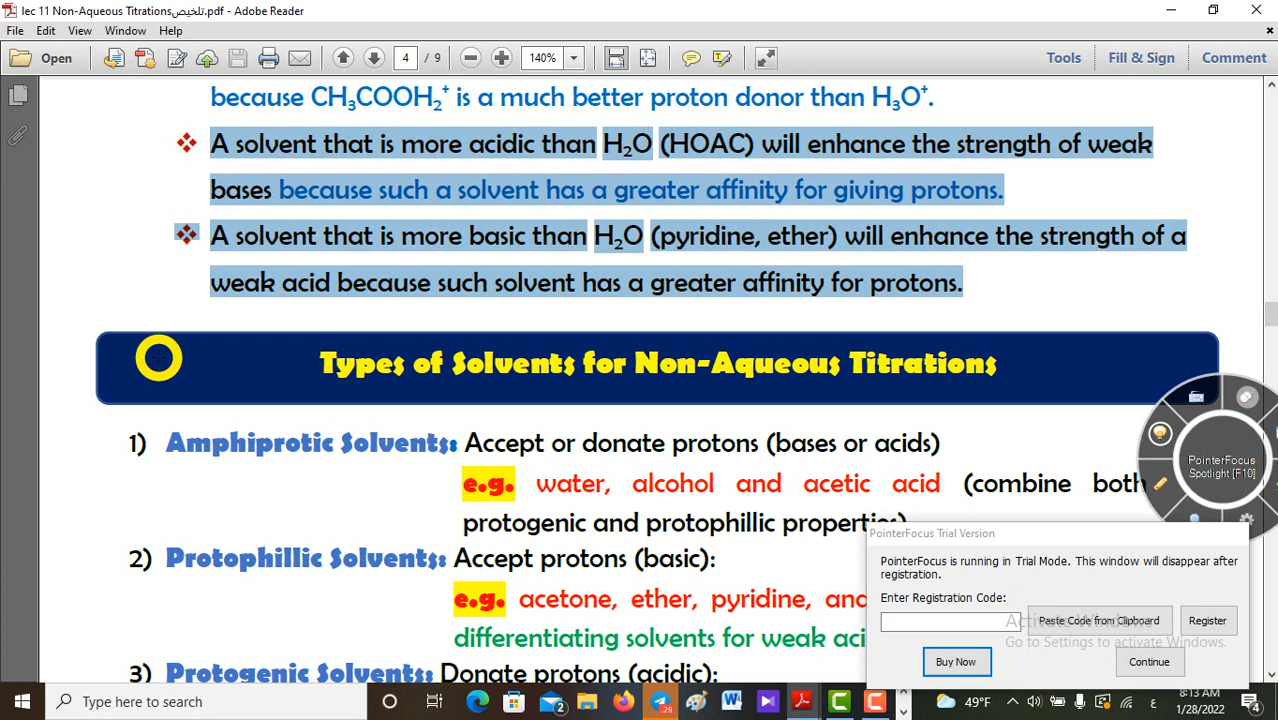 lec 11 Non-Aqueous Titrationsتلخيص.pdf - Adobe Reader
File Edit View Window Help
Open 4 / 9 140% Tools Fill & Sign Comment
because CH₃COOH₂⁺ is a much better proton donor than H₃O⁺.
❖ A solvent that is more acidic than H₂O (HOAC) will enhance the strength of weak
bases because such a solvent has a greater affinity for giving protons.
❖ A solvent that is more basic than H₂O (pyridine, ether) will enhance the strength of a
weak acid because such solvent has a greater affinity for protons.
Types of Solvents for Non-Aqueous Titrations
1) Amphiprotic Solvents: Accept or donate protons (bases or acids)
e.g. water, alcohol and acetic acid (combine both
protogenic and protophillic properties)
2) Protophillic Solvents: Accept protons (basic):
e.g. acetone, ether, pyridine, and
differentiating solvents for weak aci
3) Protogenic Solvents: Donate protons (acidic):
PointerFocus
Spotlight [F10]
PointerFocus Trial Version
PointerFocus is running in Trial Mode. This window will disappear after
registration.
Enter Registration Code:
Paste Code from Clipboard Register
Buy Now Continue
Activate Windows
Go to Settings to activate Windows.
Type here to search
2
29
49°F
ع
8:13 AM
1/28/2022
4